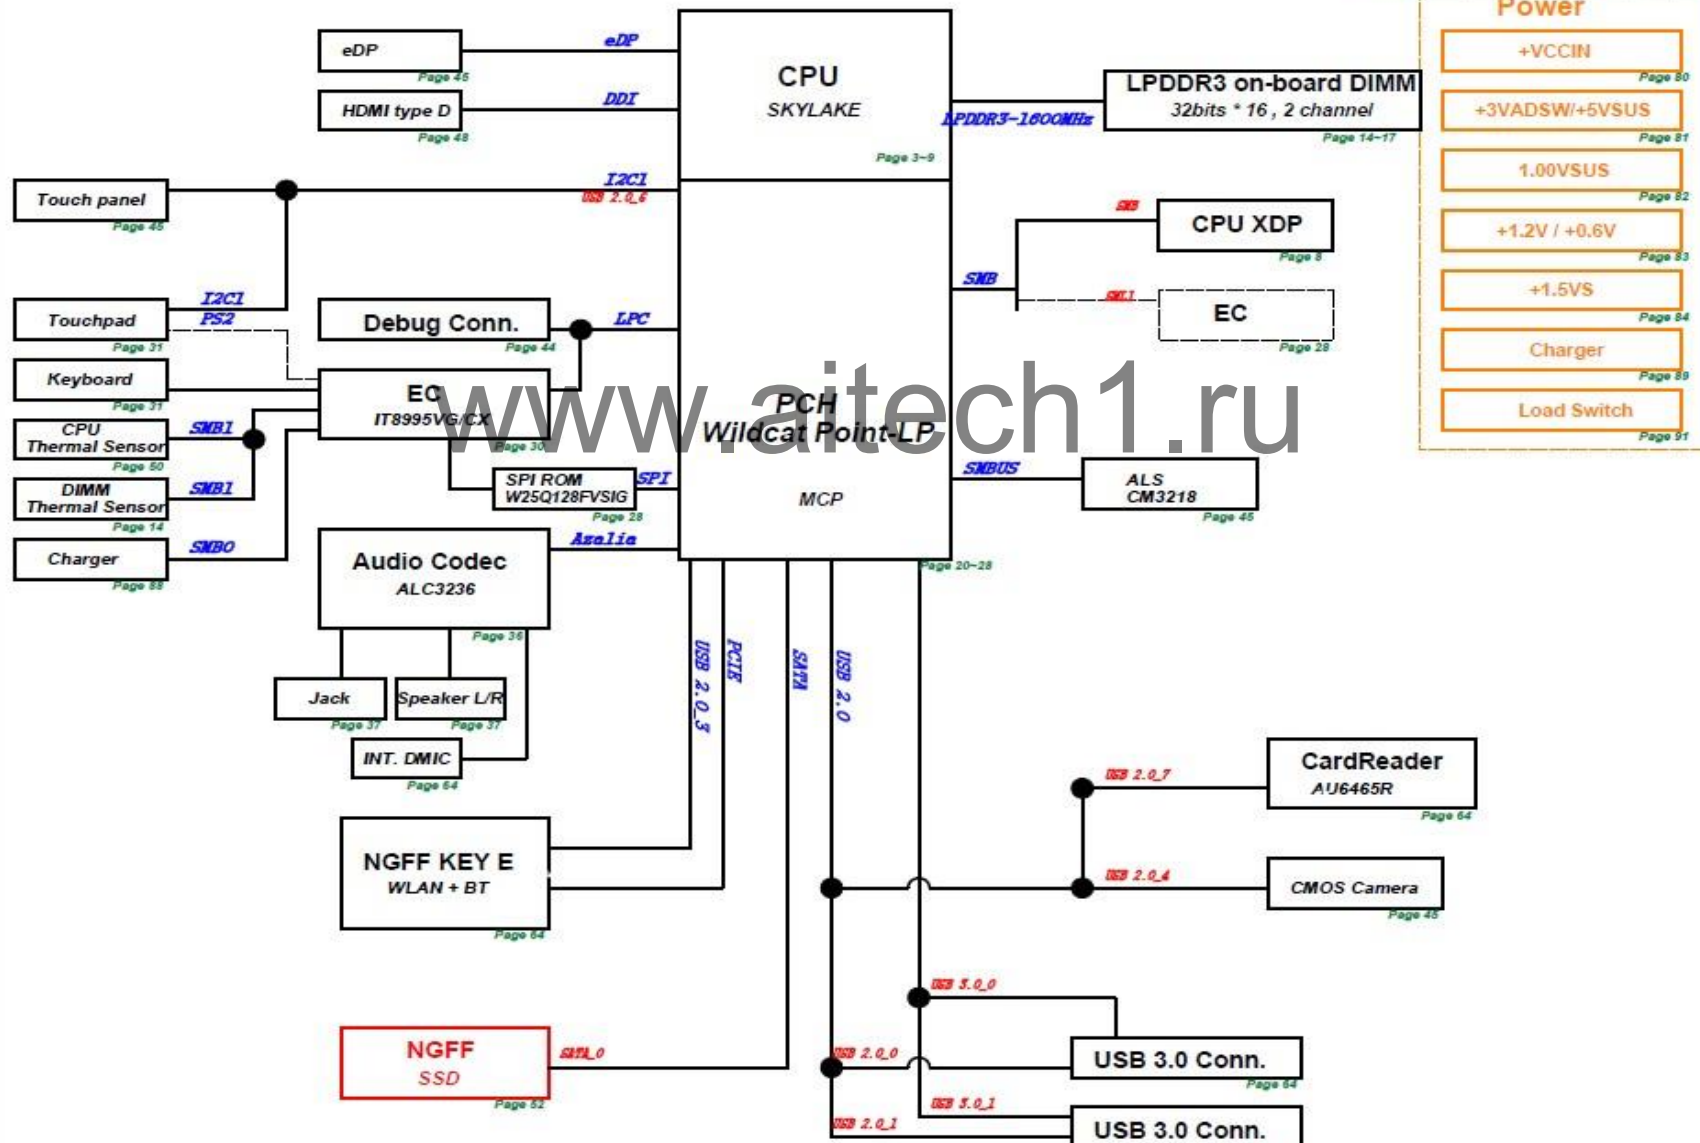 Power
+VCCIN
Page 80
+3VADSW/+5VSUS
Page 81
1.00VSUS
Page 82
+1.2V / +0.6V
Page 83
+1.5VS
Page 84
Charger
Page 89
Load Switch
Page 91
eDP
eDP
Page 45
HDMI type D
DDI
Page 48
CPU
SKYLAKE
Page 3~9
LPDDR3-1600MHz
LPDDR3 on-board DIMM
32bits * 16 , 2 channel
Page 14~17
Touch panel
Page 45
I2C1
USB 2.0_6
SMB
CPU XDP
Page 8
SMB
SML1
EC
Page 28
Touchpad
I2C1
PS2
Page 31
Debug Conn.
LPC
Page 44
Keyboard
Page 31
EC
IT8995VG/CX
Page 30
CPU
Thermal Sensor
SMB1
Page 50
DIMM
Thermal Sensor
SMB1
Page 14
Charger
SMB0
Page 88
SPI ROM
W25Q128FVSIG
SPI
Page 28
PCH
Wildcat Point-LP
MCP
Page 20~28
www.aitech1.ru
SMBUS
ALS
CM3218
Page 45
Audio Codec
ALC3236
Azalia
Page 36
Jack
Page 37
Speaker L/R
Page 37
INT. DMIC
Page 64
USB 2.0_3
PCIE
SATA
USB 2.0
NGFF KEY E
WLAN + BT
Page 64
USB 2.0_7
CardReader
AU6465R
Page 64
USB 2.0_4
CMOS Camera
Page 45
NGFF
SSD
SATA_0
Page 52
USB 3.0_0
USB 2.0_0
USB 3.0 Conn.
Page 64
USB 3.0_1
USB 2.0_1
USB 3.0 Conn.